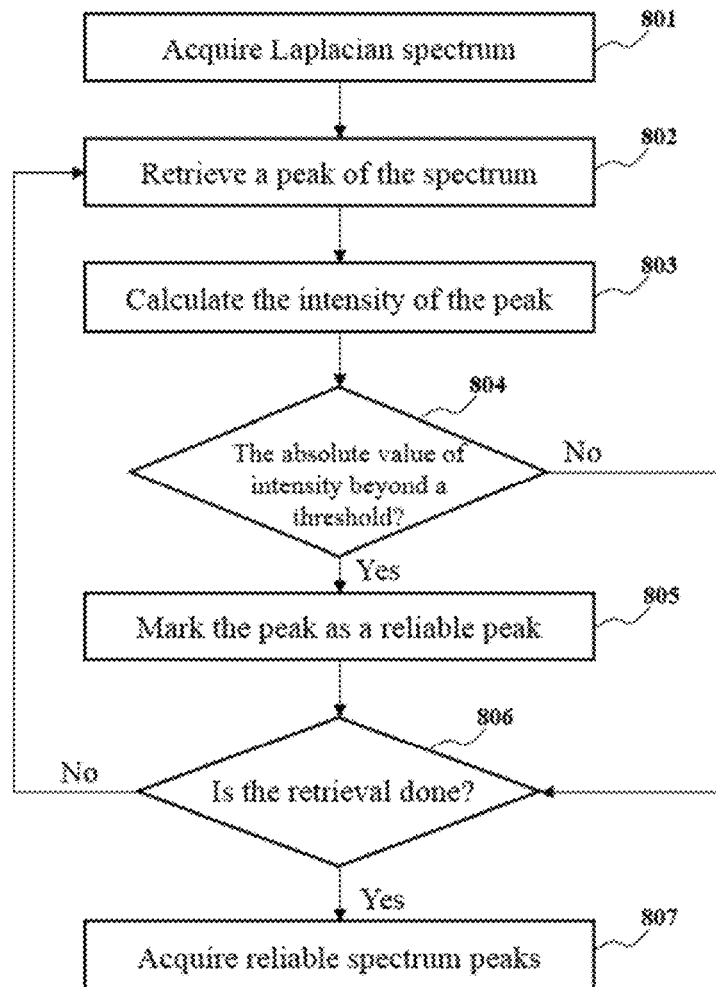 801
Acquire Laplacian spectrum
802
Retrieve a peak of the spectrum
803
Calculate the intensity of the peak
804
The absolute value of
intensity beyond a
threshold?
No
Yes
805
Mark the peak as a reliable peak
806
Is the retrieval done?
No
Yes
807
Acquire reliable spectrum peaks